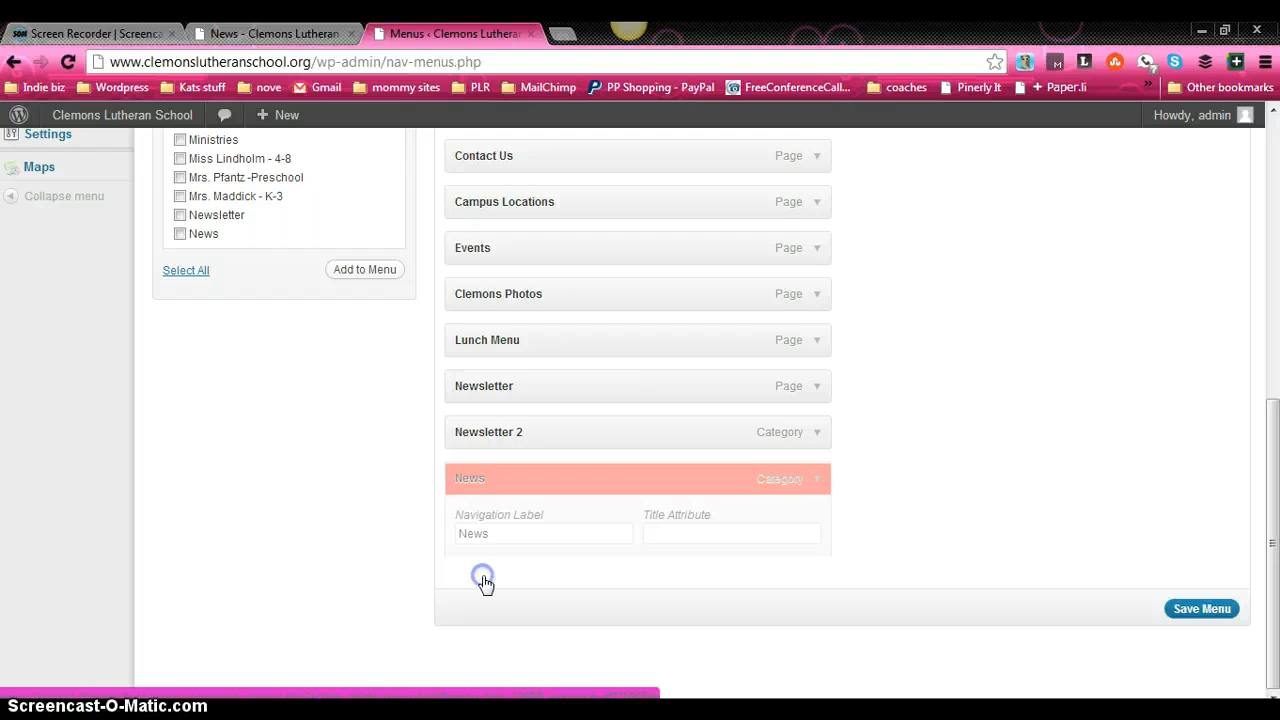 Screen Recorder | Screenca
News - Clemons Lutheran
Menus ‹ Clemons Lutheran
www.clemonslutheranschool.org/wp-admin/nav-menus.php
Indie biz
Wordpress
Kats stuff
nove
Gmail
mommy sites
PLR
MailChimp
PP Shopping - PayPal
FreeConferenceCall...
coaches
Pinerly It
+ Paper.li
»
Other bookmarks
Clemons Lutheran School
+ New
Howdy, admin
Settings
Maps
Collapse menu
Ministries
Miss Lindholm - 4-8
Mrs. Pfantz -Preschool
Mrs. Maddick - K-3
Newsletter
News
Select All
Add to Menu
Contact Us Page
Campus Locations Page
Events Page
Clemons Photos Page
Lunch Menu Page
Newsletter Page
Newsletter 2 Category
News Category
Navigation Label Title Attribute
News
Save Menu
Screencast-O-Matic.com